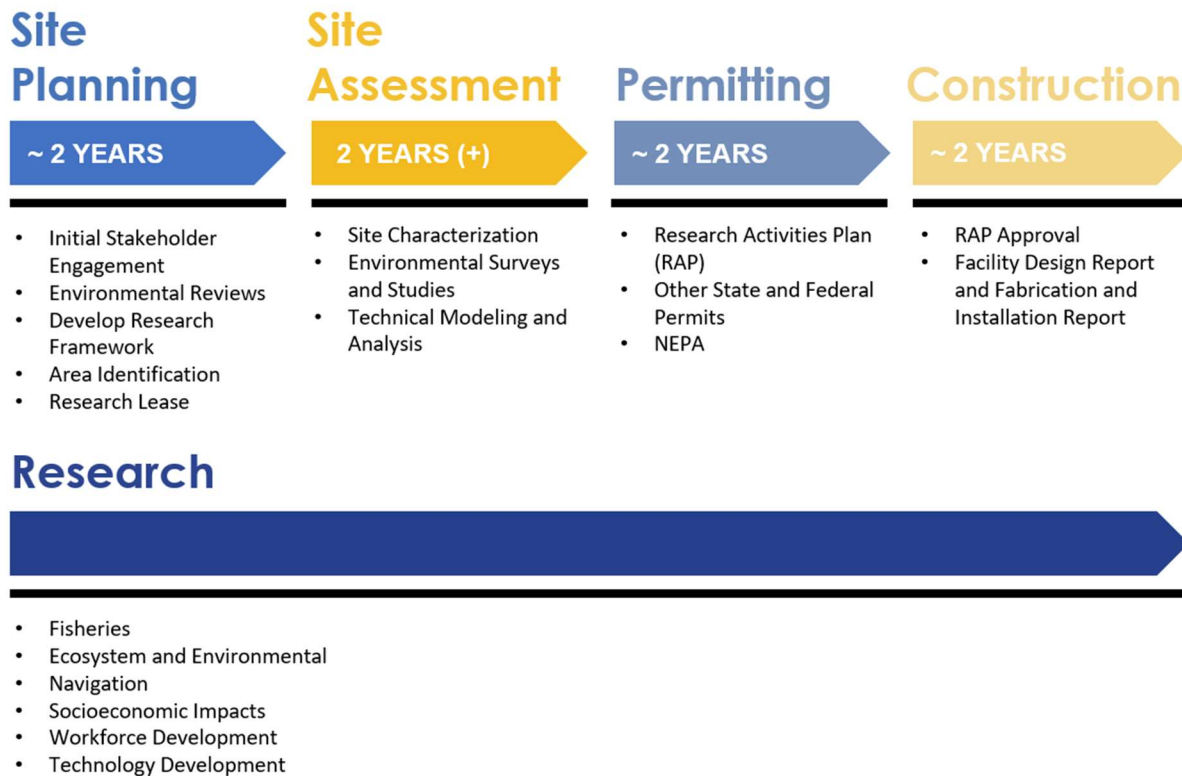 Site
Planning
~ 2 YEARS
• Initial Stakeholder
Engagement
• Environmental Reviews
• Develop Research
Framework
• Area Identification
• Research Lease
Site
Assessment
2 YEARS (+)
• Site Characterization
• Environmental Surveys
and Studies
• Technical Modeling and
Analysis
Permitting
~ 2 YEARS
• Research Activities Plan
(RAP)
• Other State and Federal
Permits
• NEPA
Construction
~ 2 YEARS
• RAP Approval
• Facility Design Report
and Fabrication and
Installation Report
Research
• Fisheries
• Ecosystem and Environmental
• Navigation
• Socioeconomic Impacts
• Workforce Development
• Technology Development